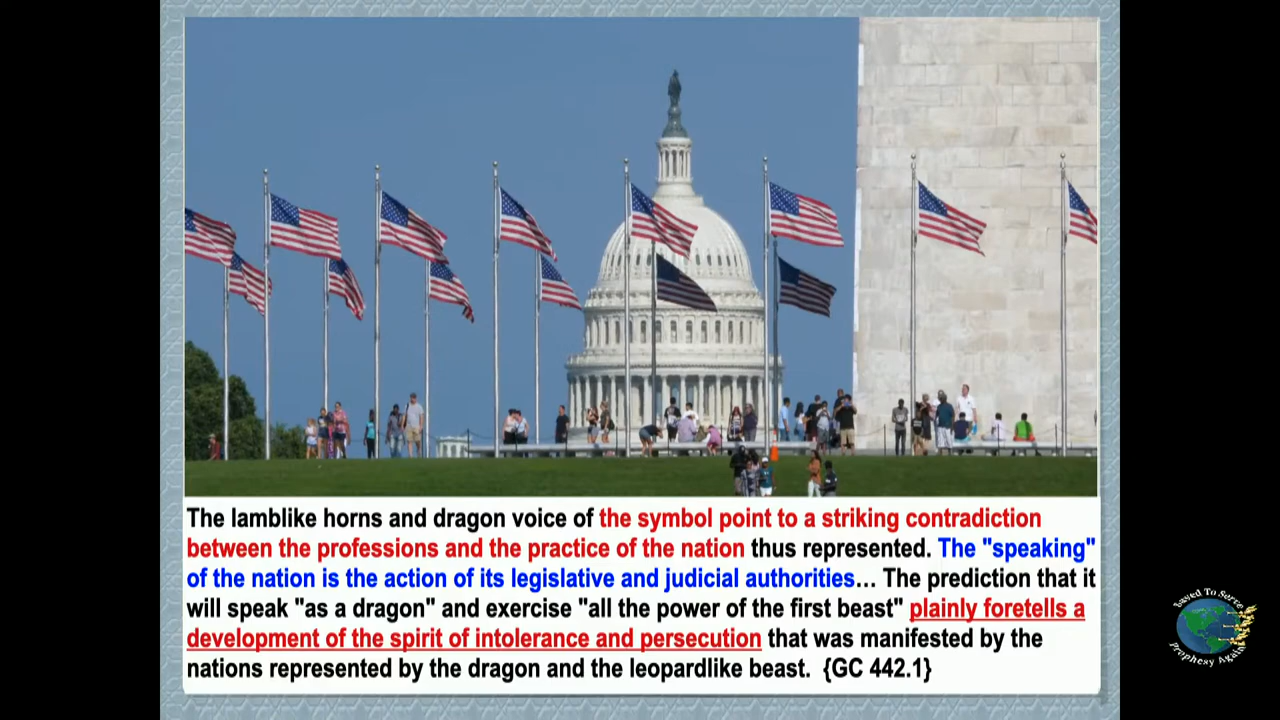 The lamblike horns and dragon voice of the symbol point to a striking contradiction
between the professions and the practice of the nation thus represented. The "speaking"
of the nation is the action of its legislative and judicial authorities… The prediction that it
will speak "as a dragon" and exercise "all the power of the first beast" plainly foretells a
development of the spirit of intolerance and persecution that was manifested by the
nations represented by the dragon and the leopardlike beast.  {GC 442.1}
To Serve
Prophesy Again